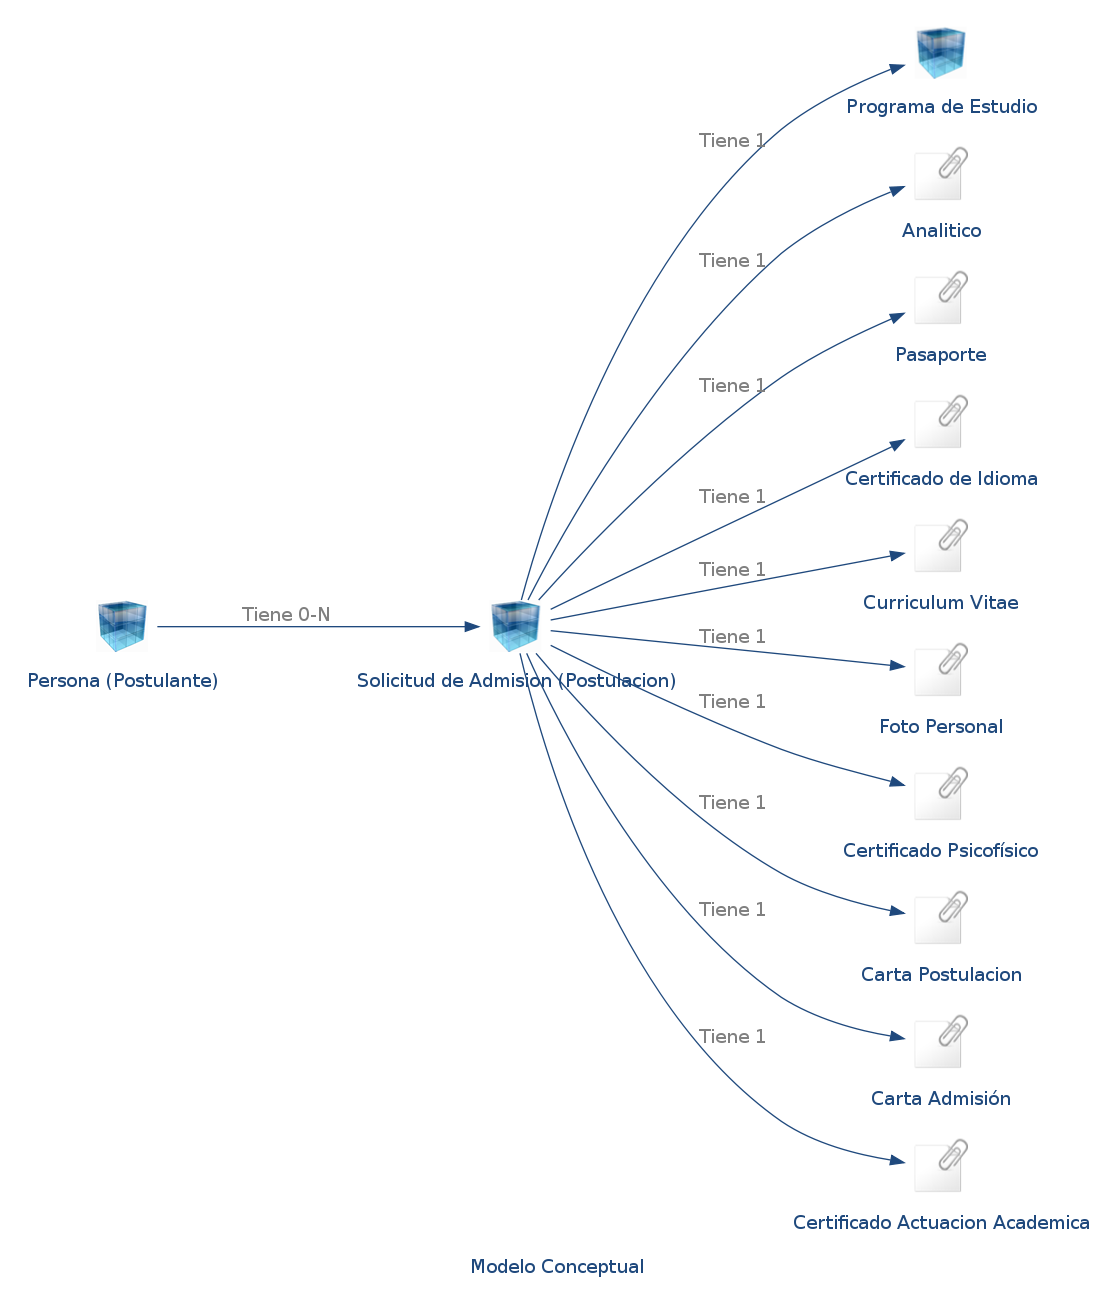 Programa de Estudio
Tiene 1
Analitico
Tiene 1
Pasaporte
Tiene 1
Certificado de Idioma
Tiene 1
Curriculum Vitae
Tiene 1
Persona (Postulante)
Tiene 0-N
Solicitud de Admision (Postulacion)
Tiene 1
Foto Personal
Tiene 1
Certificado Psicofísico
Tiene 1
Carta Postulacion
Tiene 1
Carta Admisión
Tiene 1
Certificado Actuacion Academica
Modelo Conceptual